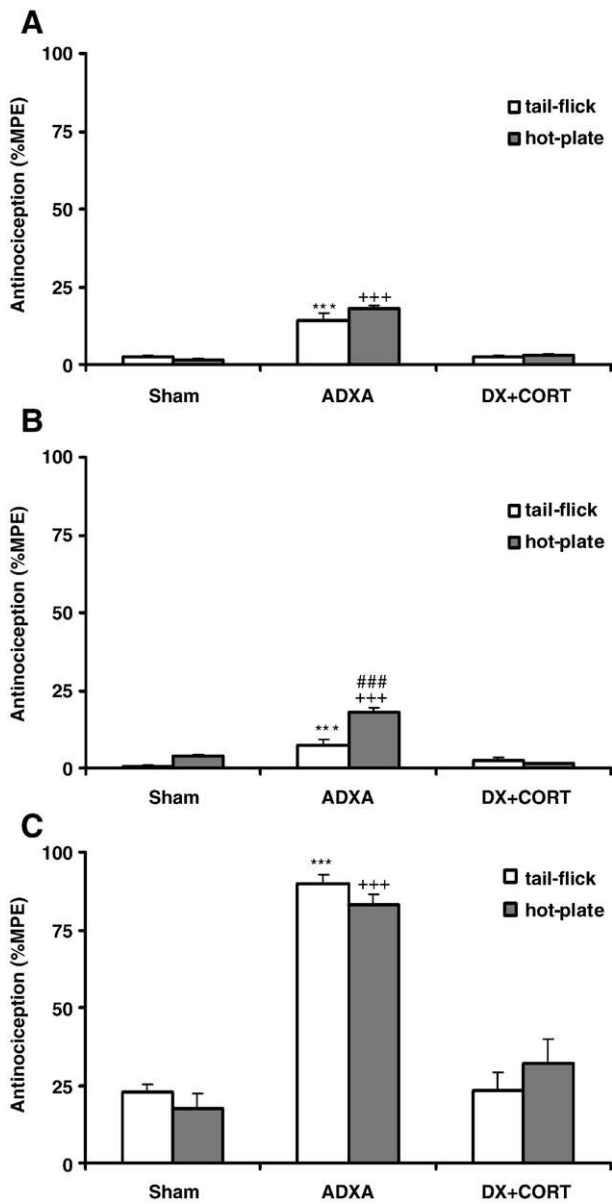 A
100
tail-flick
75
hot-plate
Antinociception (%MPE)
50
25
***
+++
0
Sham
ADXA
DX+CORT
B
100
tail-flick
75
hot-plate
Antinociception (%MPE)
50
###
25
+++
***
0
Sham
ADXA
DX+CORT
C
100
***
tail-flick
+++
hot-plate
75
Antinociception (%MPE)
50
25
0
Sham
ADXA
DX+CORT